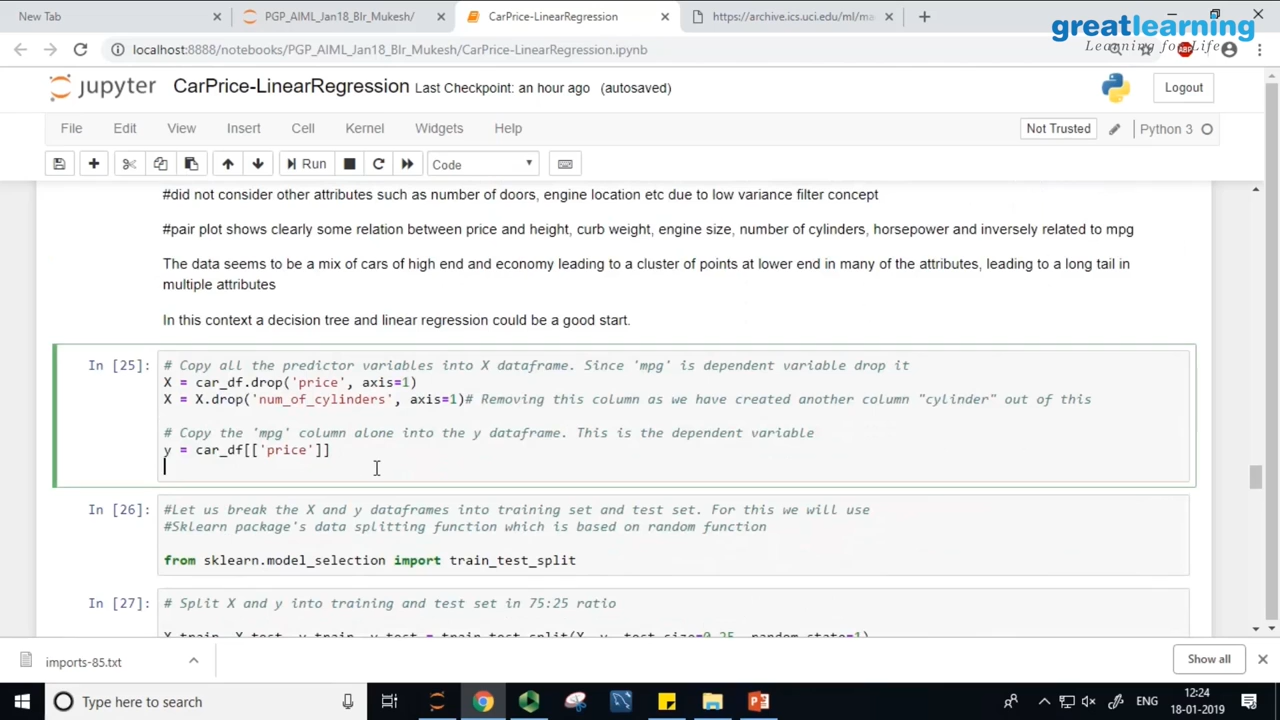 New Tab
PGP_AIML_Jan18_Blr_Mukesh/
CarPrice-LinearRegression
https://archive.ics.uci.edu/ml/ma
greatlearning
Learning for Life
localhost:8888/notebooks/PGP_AIML_Jan18_Blr_Mukesh/CarPrice-LinearRegression.ipynb
ABP
jupyter CarPrice-LinearRegression Last Checkpoint: an hour ago (autosaved)
Logout
File Edit View Insert Cell Kernel Widgets Help
Not Trusted
Python 3
Run
Code
#did not consider other attributes such as number of doors, engine location etc due to low variance filter concept
#pair plot shows clearly some relation between price and height, curb weight, engine size, number of cylinders, horsepower and inversely related to mpg
The data seems to be a mix of cars of high end and economy leading to a cluster of points at lower end in many of the attributes, leading to a long tail in
multiple attributes
In this context a decision tree and linear regression could be a good start.
In [25]: # Copy all the predictor variables into X dataframe. Since 'mpg' is dependent variable drop it
X = car_df.drop('price', axis=1)
X = X.drop('num_of_cylinders', axis=1)# Removing this column as we have created another column "cylinder" out of this
# Copy the 'mpg' column alone into the y dataframe. This is the dependent variable
y = car_df[['price']]
In [26]: #Let us break the X and y dataframes into training set and test set. For this we will use
#Sklearn package's data splitting function which is based on random function
from sklearn.model_selection import train_test_split
In [27]: # Split X and y into training and test set in 75:25 ratio
X_train, X_test, y_train, y_test = train_test_split(X, y, test_size=0.25, random_state=1)
imports-85.txt
Show all
Type here to search
ENG
12:24
18-01-2019